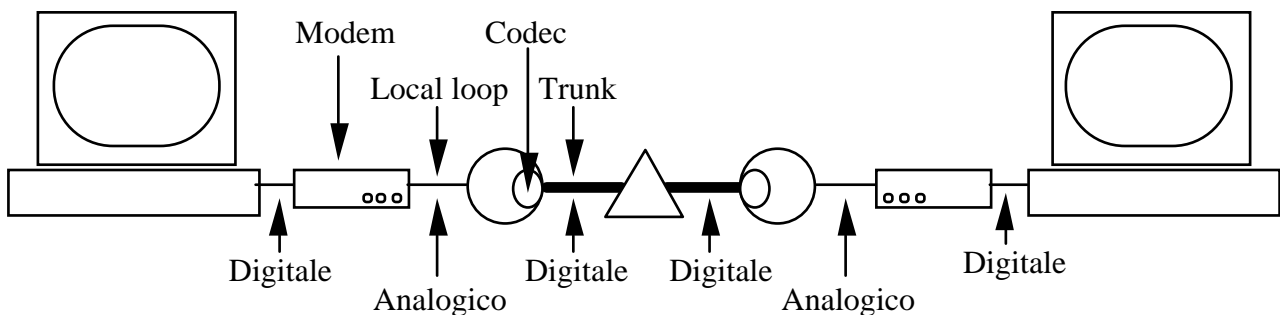 Modem
Codec
Local loop
Trunk
Digitale
Digitale
Digitale
Digitale
Analogico
Analogico